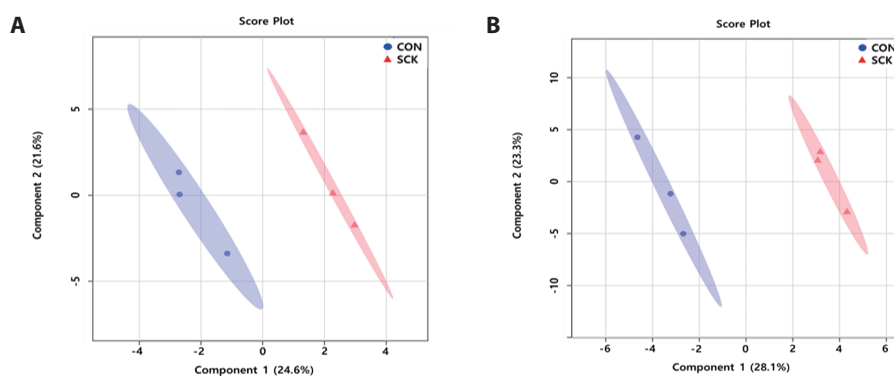 A
Score Plot
CON
SCK
Component 2 (21.6%)
5
0
-5
-4
-2
0
2
4
Component 1 (24.6%)
B
Score Plot
CON
SCK
Component 2 (23.3%)
10
5
0
-5
-10
-6
-4
-2
0
2
4
6
Component 1 (28.1%)